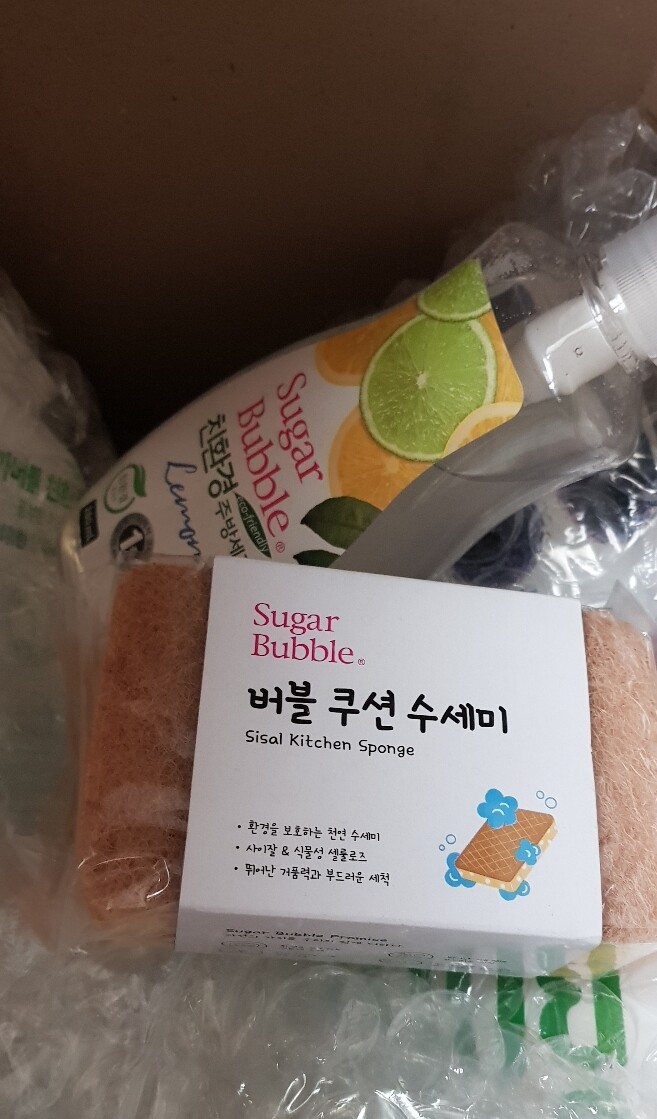 Sugar
Bubble®
친환경 주방세
eco-friendly
Lemon
Sugar
Bubble®
버블 쿠션 수세미
Sisal Kitchen Sponge
• 환경을 보호하는 천연 수세미
• 사이잘 & 식물성 셀룰로즈
• 뛰어난 거품력과 부드러운 세척
Sugar Bubble Promise